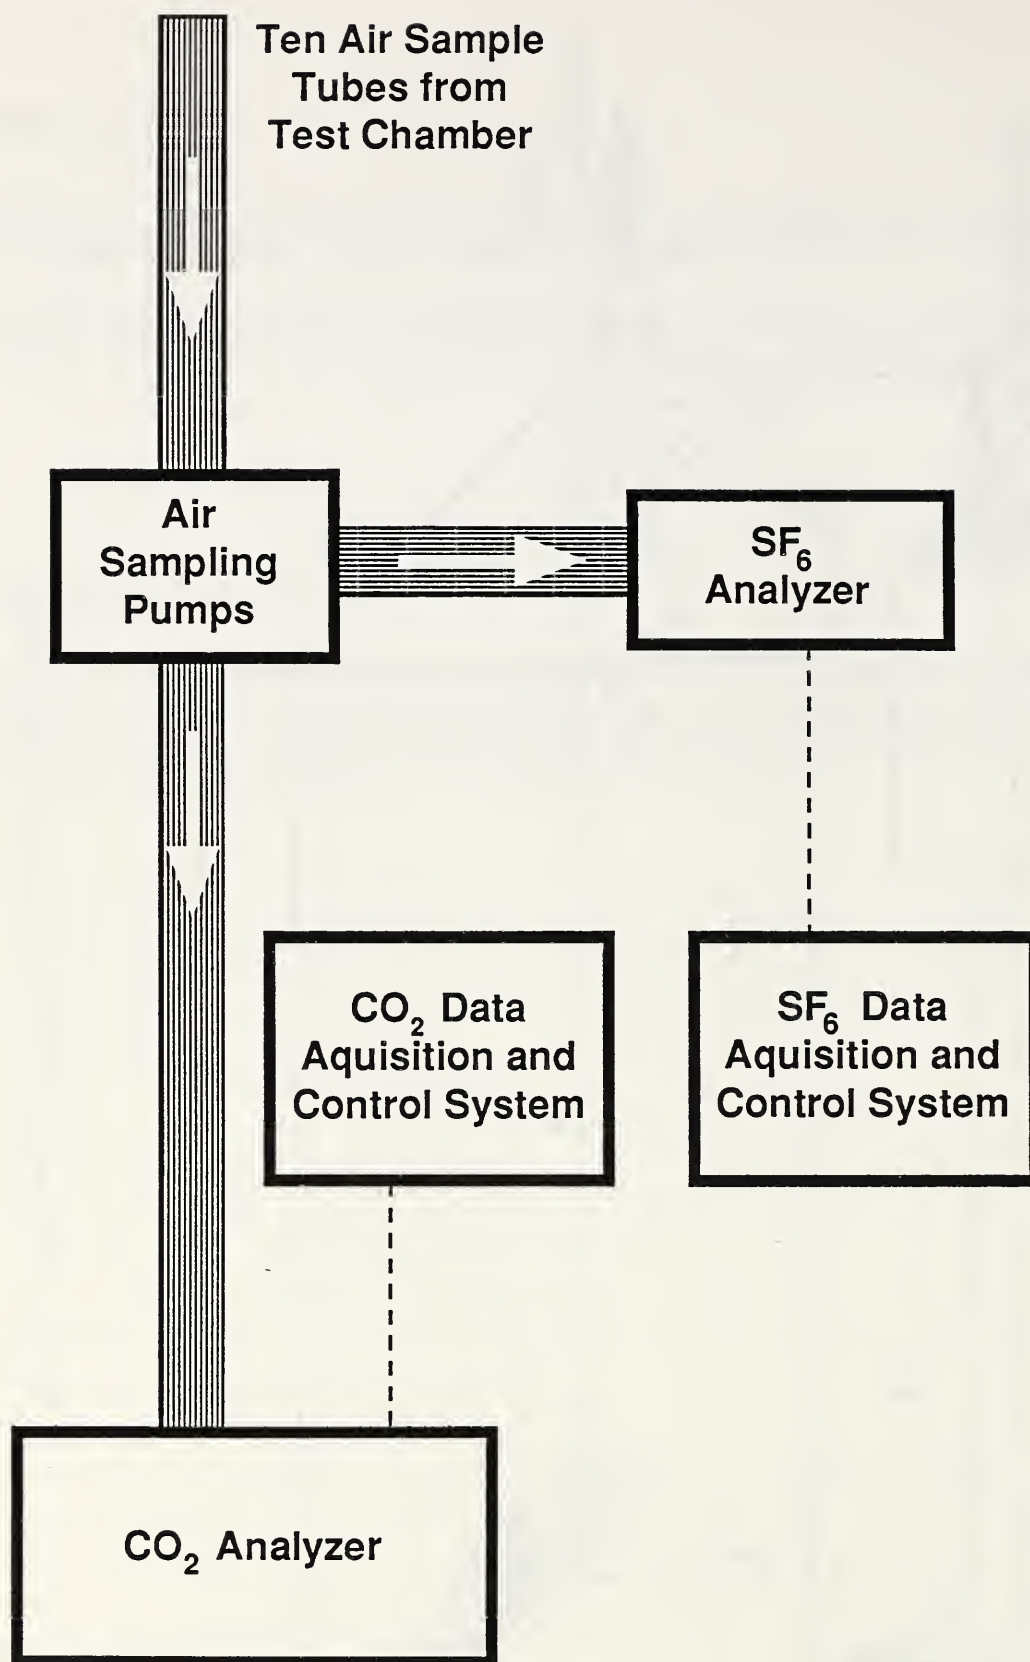 Ten Air Sample
Tubes from
Test Chamber
Air
Sampling
Pumps
SF₆
Analyzer
CO₂ Data
Aquisition and
Control System
SF₆ Data
Aquisition and
Control System
CO₂ Analyzer